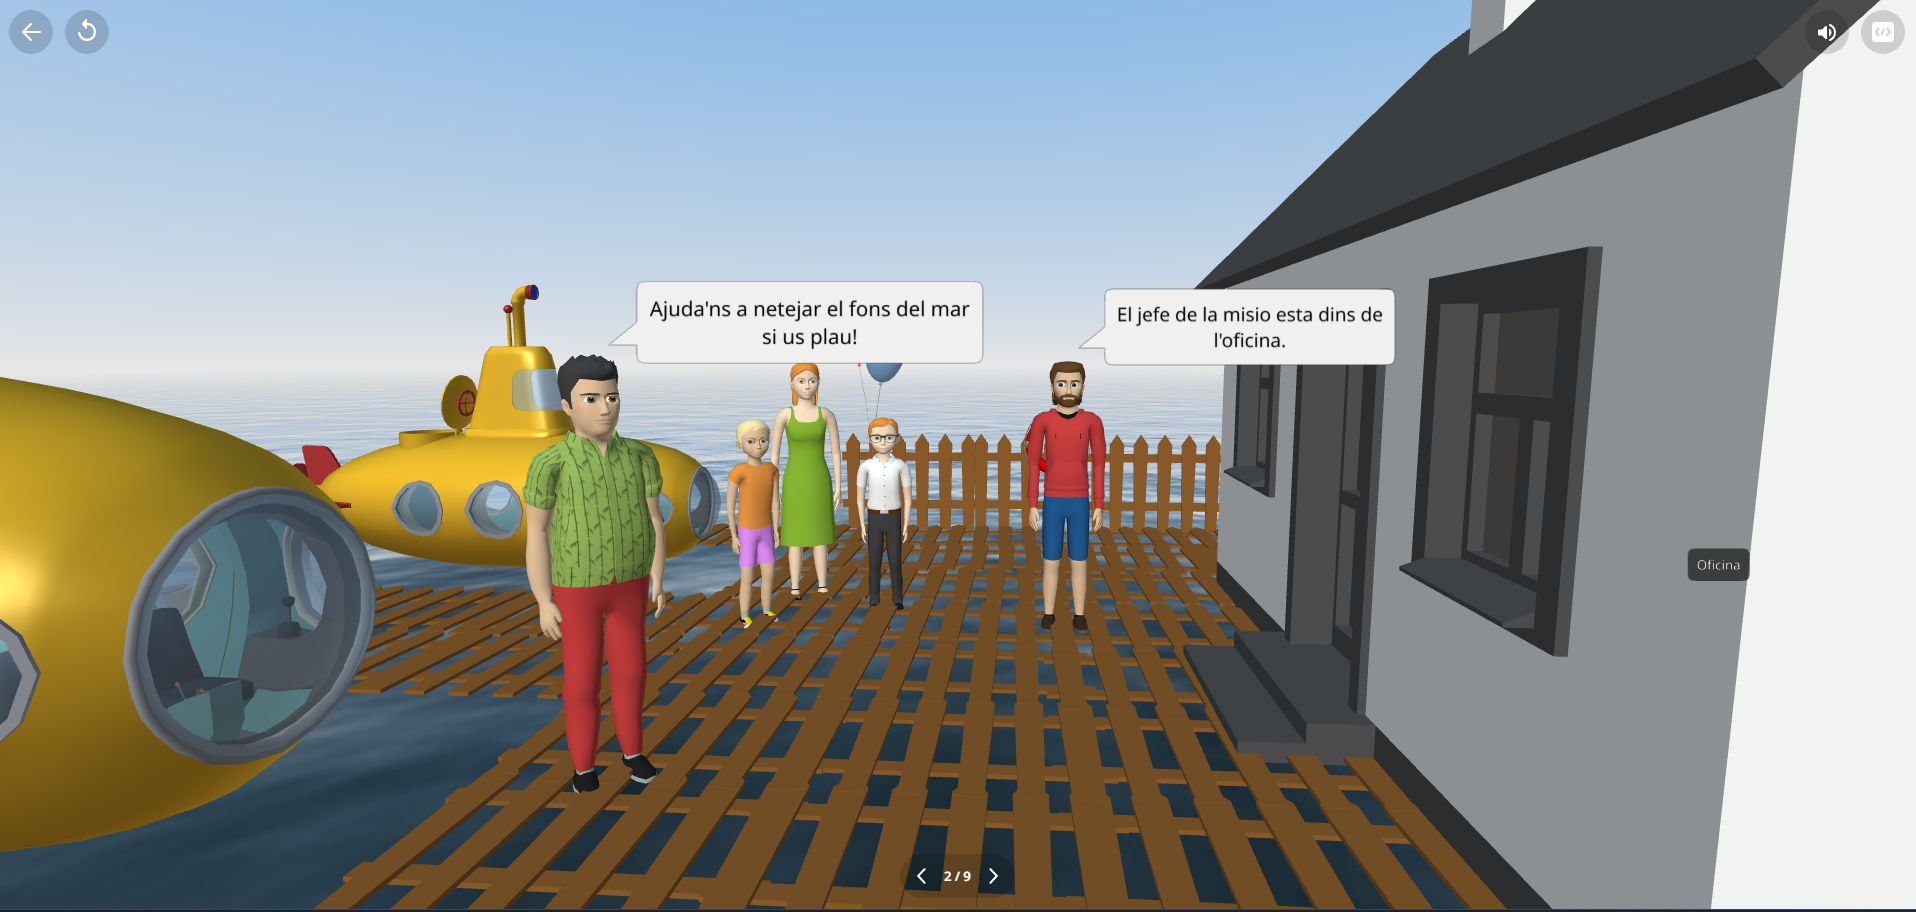 Ajuda'ns a netejar el fons del mar
si us plau!
El jefe de la misio esta dins de
l'oficina.
Oficina
2/9